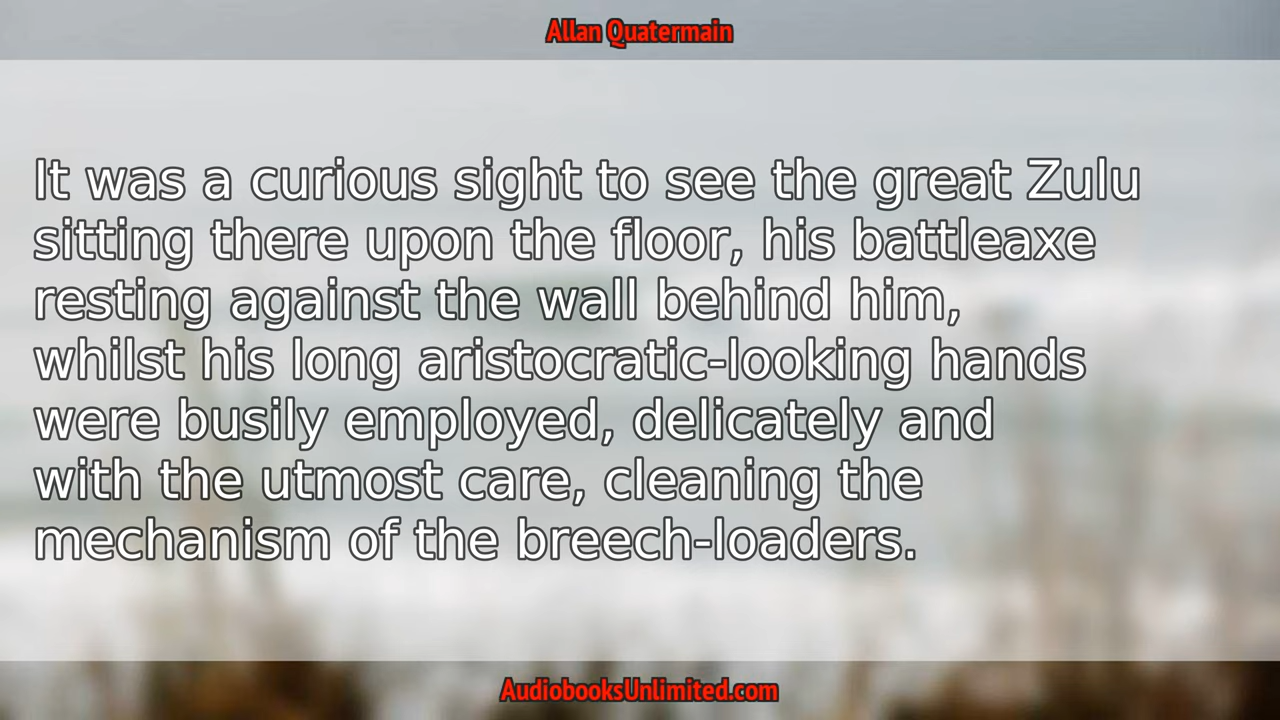 Allan Quatermain
It was a curious sight to see the great Zulu
sitting there upon the floor, his battleaxe
resting against the wall behind him,
whilst his long aristocratic-looking hands
were busily employed, delicately and
with the utmost care, cleaning the
mechanism of the breech-loaders.
AudiobooksUnlimited.com